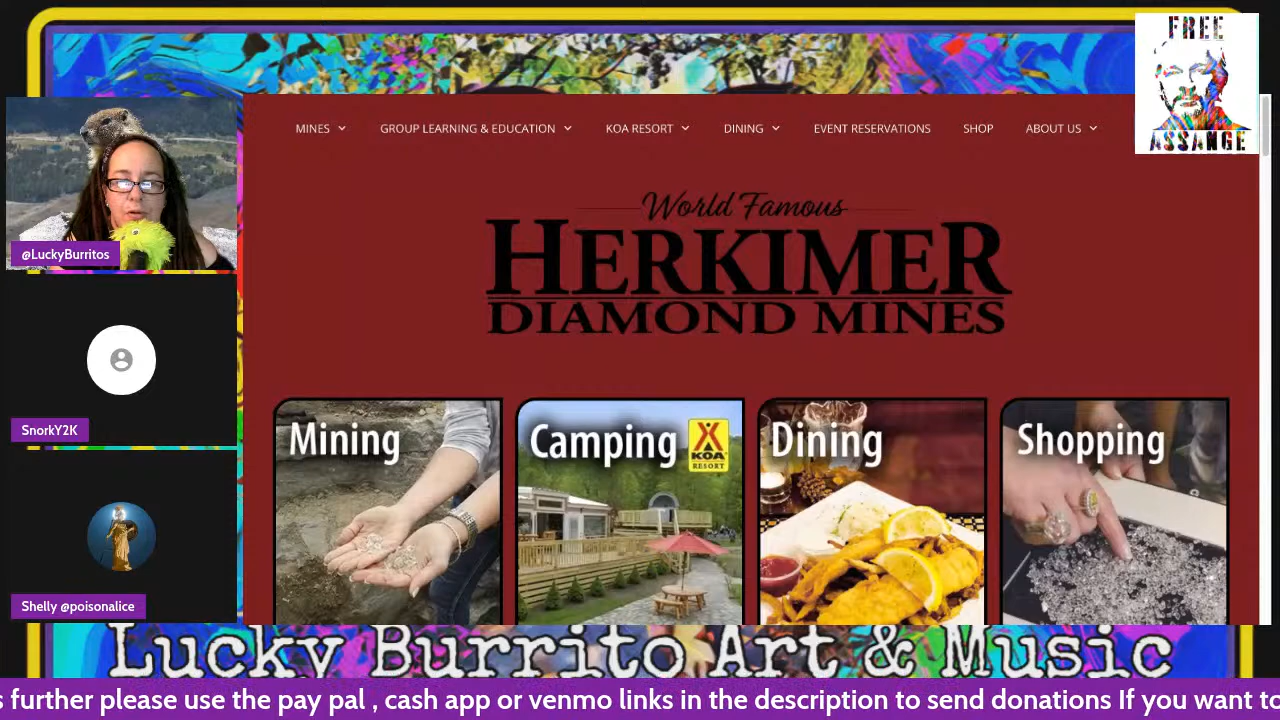 FREE
ASSANGE
MINES GROUP LEARNING & EDUCATION KOA RESORT DINING EVENT RESERVATIONS SHOP ABOUT US
World Famous
HERKIMER
DIAMOND MINES
@LuckyBurritos
SnorkY2K
Shelly @poisonalice
Mining
Camping
KOA
RESORT
Dining
Shopping
Lucky Burrito Art & Music
s further please use the pay pal , cash app or venmo links in the description to send donations If you want to